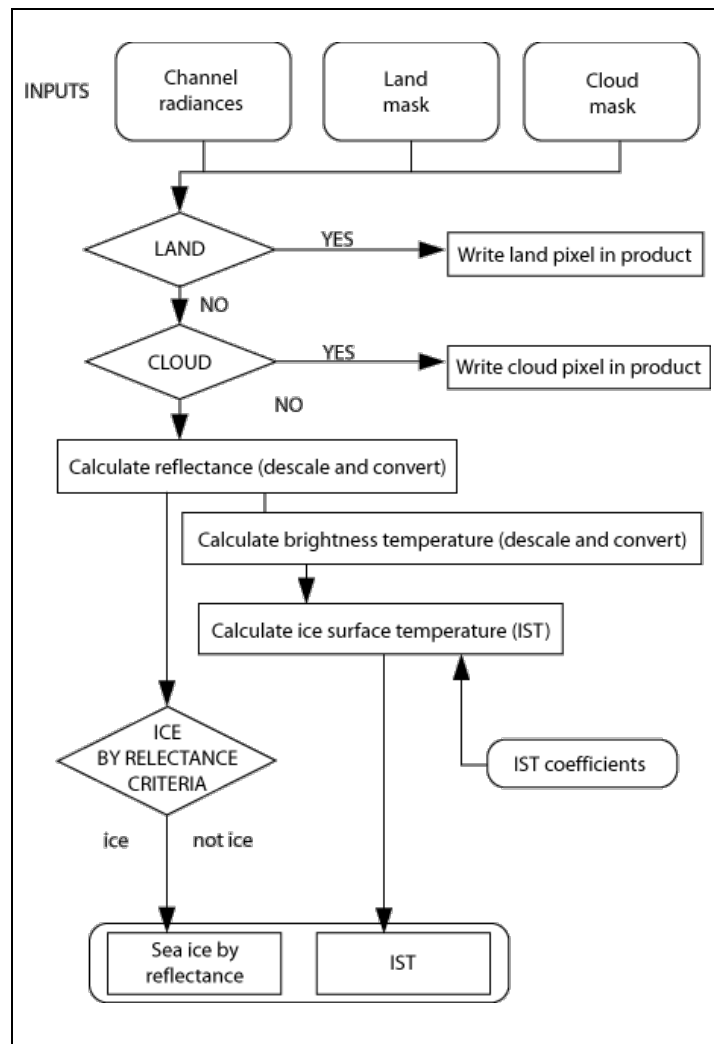 INPUTS
Channel
radiances
Land
mask
Cloud
mask
LAND
YES
Write land pixel in product
NO
CLOUD
YES
Write cloud pixel in product
NO
Calculate reflectance (descale and convert)
Calculate brightness temperature (descale and convert)
Calculate ice surface temperature (IST)
ICE
BY RELECTANCE
CRITERIA
IST coefficients
ice
not ice
Sea ice by
reflectance
IST